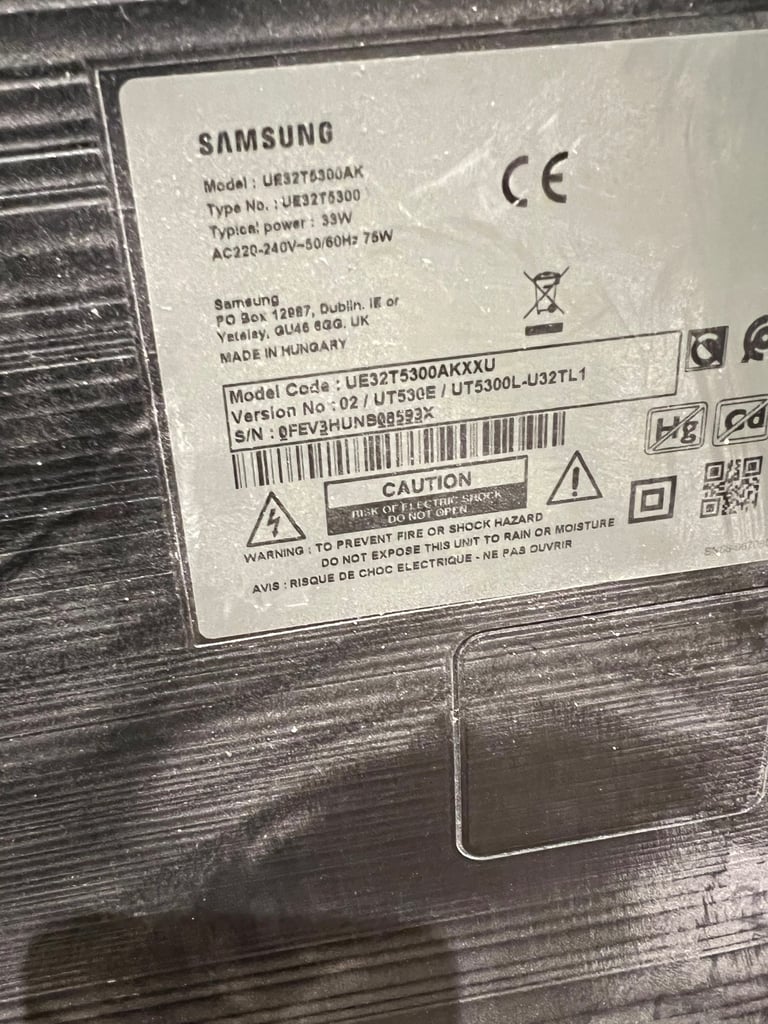 SAMSUNG
Model : UE32T5300AK
Type No. : UE32T5300
Typical power : 33W
AC220-240V~50/60Hz 75W
CE
Samsung
PO Box 12987, Dublin. IE or
Yateley, GU46 6GG. UK
MADE IN HUNGARY
Model Code : UE32T5300AKXXU
Version No : 02 / UT530E / UT5300L-U32TL1
S/N : 0FEV3HUNB08593X
Hg Cd
CAUTION
RISK OF ELECTRIC SHOCK
DO NOT OPEN
WARNING : TO PREVENT FIRE OR SHOCK HAZARD
DO NOT EXPOSE THIS UNIT TO RAIN OR MOISTURE
AVIS : RISQUE DE CHOC ELECTRIQUE - NE PAS OUVRIR